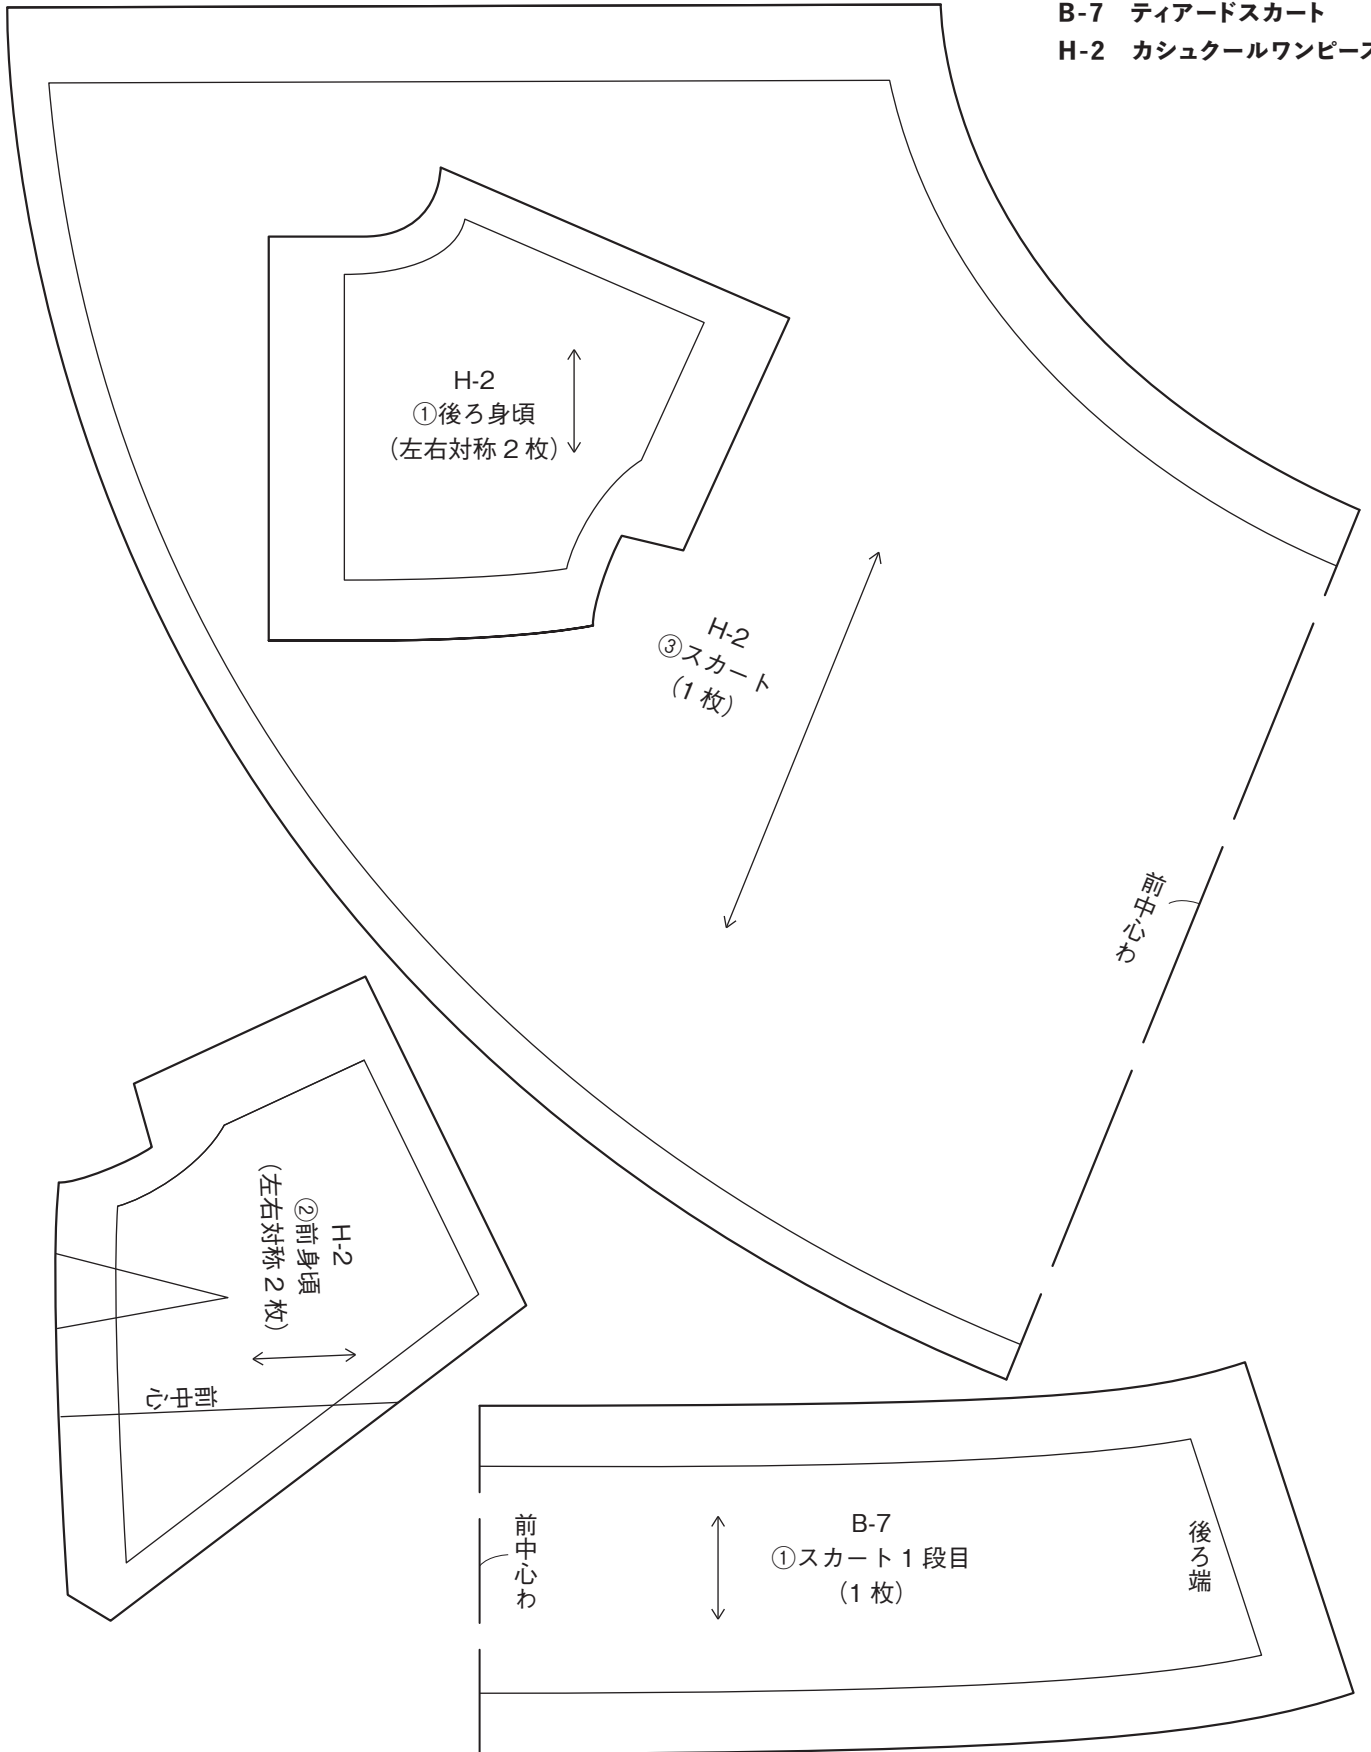 B-7 ティアードスカート
H-2 カシュクールワンピース
H-2
①後ろ身頃
(左右対称 2 枚)
H-2
③スカート
(1 枚)
前中心わ
H-2
②前身頃
(左右対称 2 枚)
前中心
前中心わ
B-7
①スカート 1 段目
(1 枚)
後ろ端